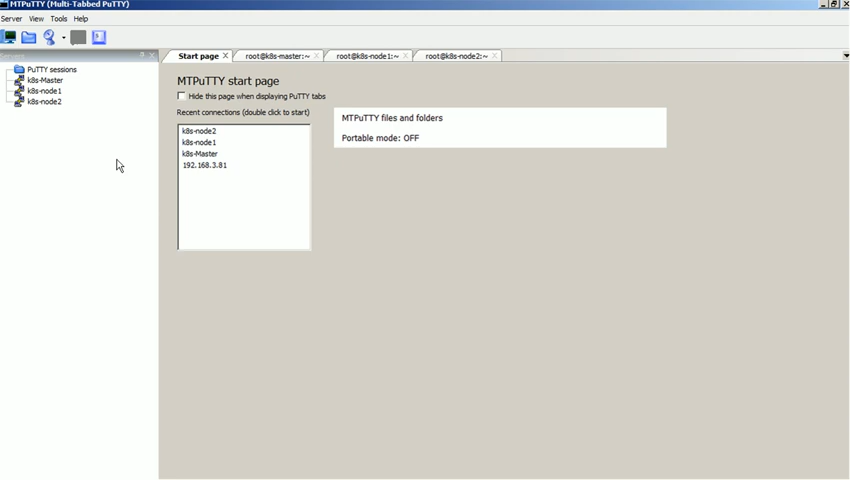 MTPuTTY (Multi-Tabbed PuTTY)
Server View Tools Help
Start page root@k8s-master:~ root@k8s-node1:~ root@k8s-node2:~
PuTTY sessions
k8s-Master
k8s-node1
k8s-node2
MTPuTTY start page
Hide this page when displaying PuTTY tabs
Recent connections (double click to start)
k8s-node2
k8s-node1
k8s-Master
192.168.3.81
MTPuTTY files and folders
Portable mode: OFF